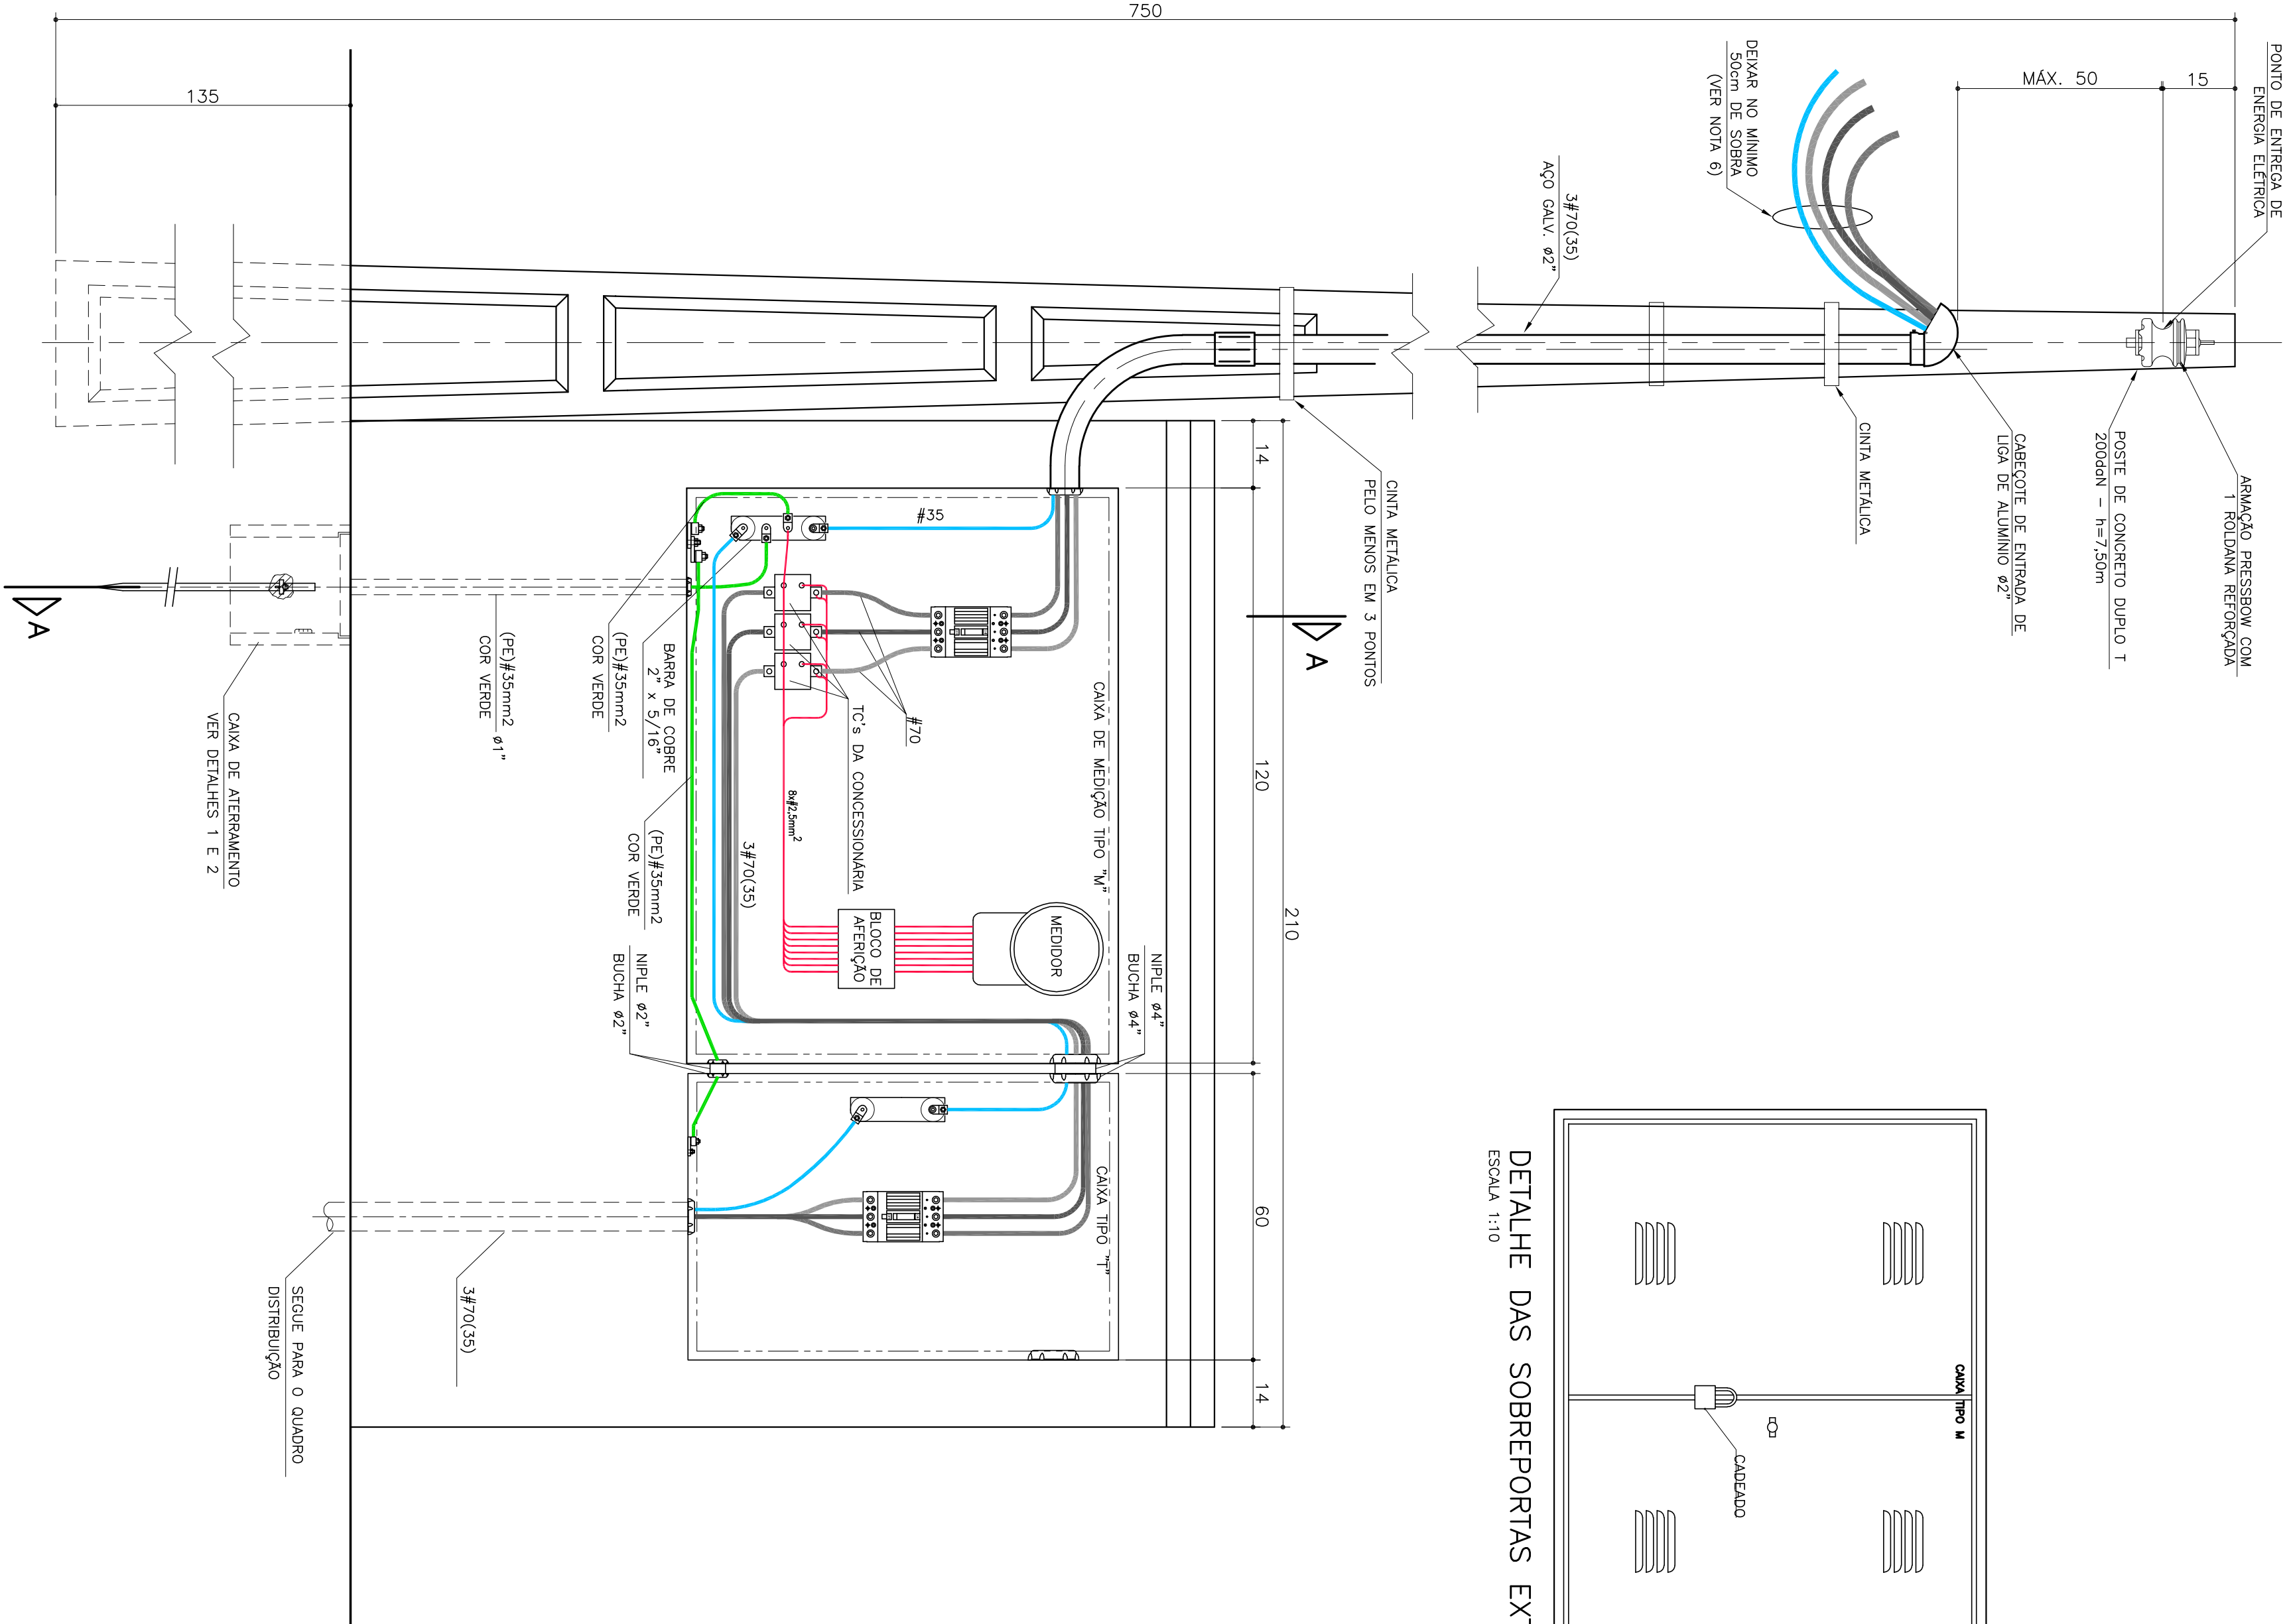 750
135
MÁX. 50
15
PONTO DE ENTREGA DE
ENERGIA ELÉTRICA
DEIXAR NO MÍNIMO
50cm DE SOBRA
(VER NOTA 6)
3#70(35)
AÇO GALV. ø2"
ARMAÇÃO PRESSBOW COM
1 ROLDANA REFORÇADA
POSTE DE CONCRETO DUPLO T
200daN - h=7,50m
CABEÇOTE DE ENTRADA DE
LIGA DE ALUMÍNIO ø2"
CINTA METÁLICA
CINTA METÁLICA
PELO MENOS EM 3 PONTOS
14
120
210
60
14
A
A
#35
CAIXA DE MEDIÇÃO TIPO "M"
#70
TC's DA CONCESSIONÁRIA
BARRA DE COBRE
2" x 5/16"
(PE)#35mm2
COR VERDE
(PE)#35mm2
COR VERDE
ø1"
CAIXA DE ATERRAMENTO
VER DETALHES 1 E 2
8x#2,5mm2
3#70(35)
(PE)#35mm2
COR VERDE
BLOCO DE
AFERIÇÃO
MEDIDOR
NIPLE ø4"
BUCHA ø4"
NIPLE ø2"
BUCHA ø2"
CAIXA TIPO "T"
3#70(35)
SEGUE PARA O QUADRO
DISTRIBUIÇÃO
CAIXA TIPO M
CADEADO
DETALHE DAS SOBREPORTAS EXT
ESCALA 1:10